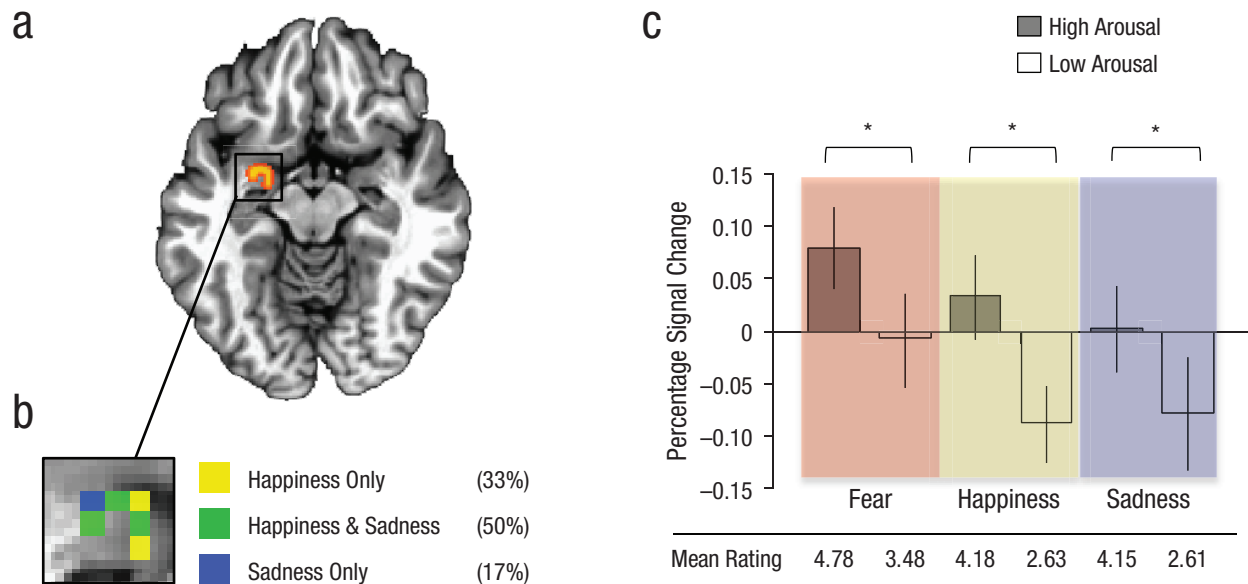 a
b
Happiness Only (33%)
Happiness & Sadness (50%)
Sadness Only (17%)
c
High Arousal
Low Arousal
* * *
Percentage Signal Change
0.15
0.10
0.05
0
−0.05
−0.10
−0.15
Fear Happiness Sadness
Mean Rating 4.78 3.48 4.18 2.63 4.15 2.61